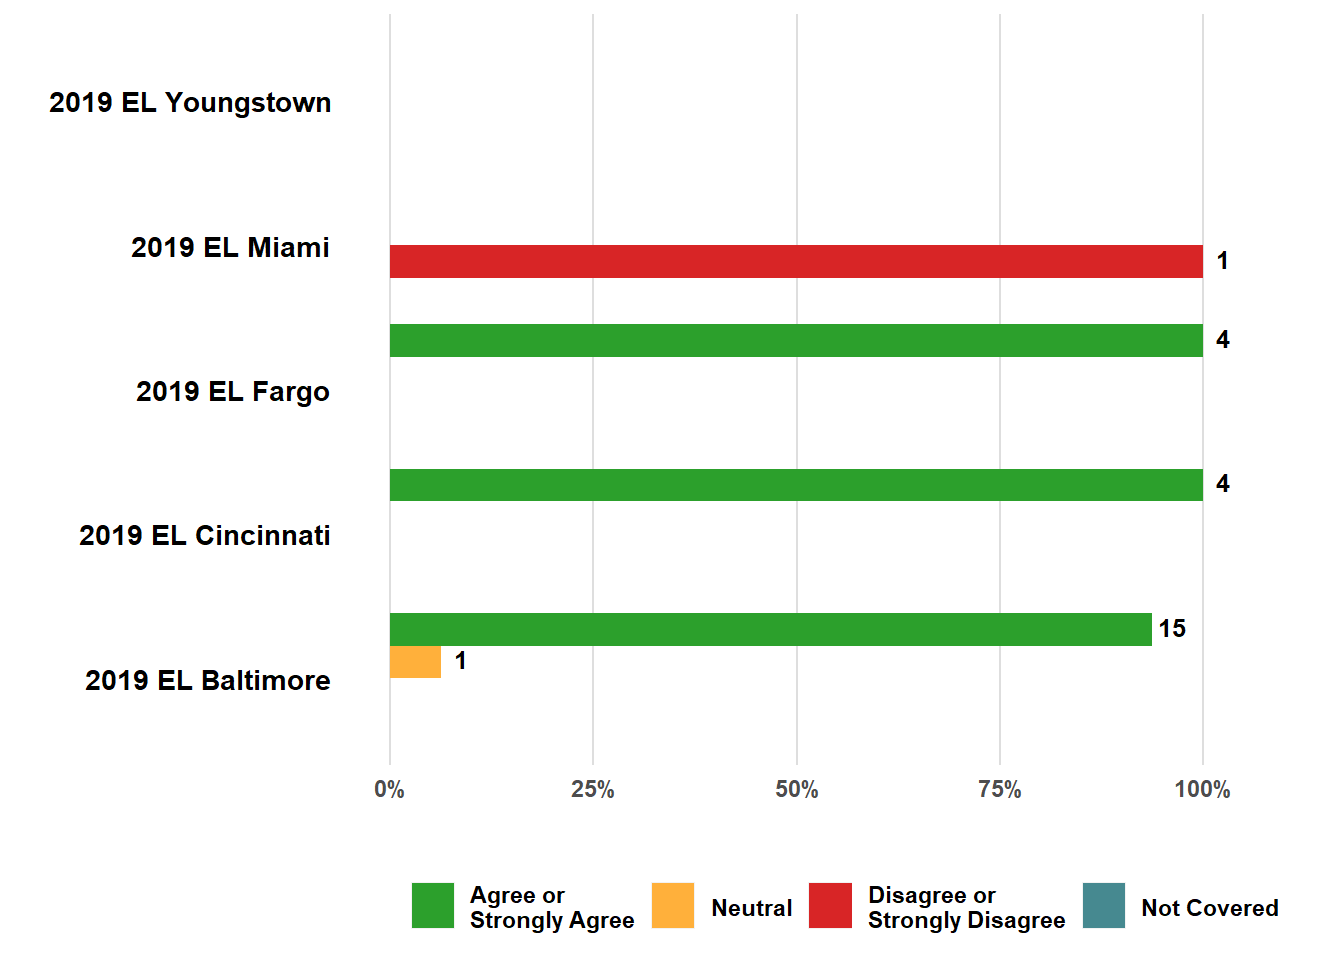 2019 EL Youngstown
2019 EL Miami
1
4
2019 EL Fargo
4
2019 EL Cincinnati
15
1
2019 EL Baltimore
0%
25%
50%
75%
100%
Agree or
Strongly Agree
Neutral
Disagree or
Strongly Disagree
Not Covered